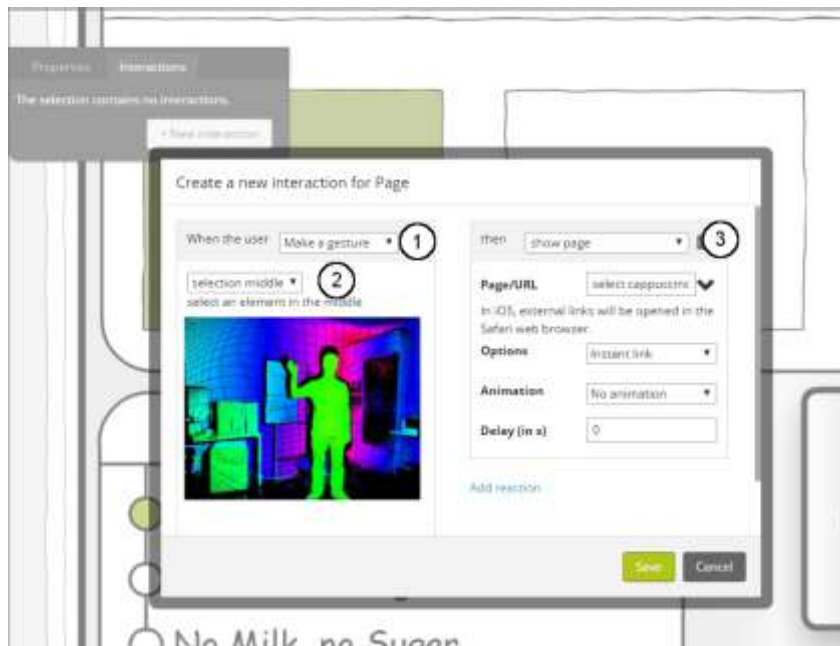 Properties Interactions
The selection contains no interactions.
+ New interaction
Create a new interaction for Page
When the user Make a gesture 1
selection middle 2
select an element in the middle
then show page 3
Page/URL select cappuccino
In iOS, external links will be opened in the
Safari web browser.
Options Instant link
Animation No animation
Delay (in s) 0
Add reaction
Save Cancel
No Milk, no Suger